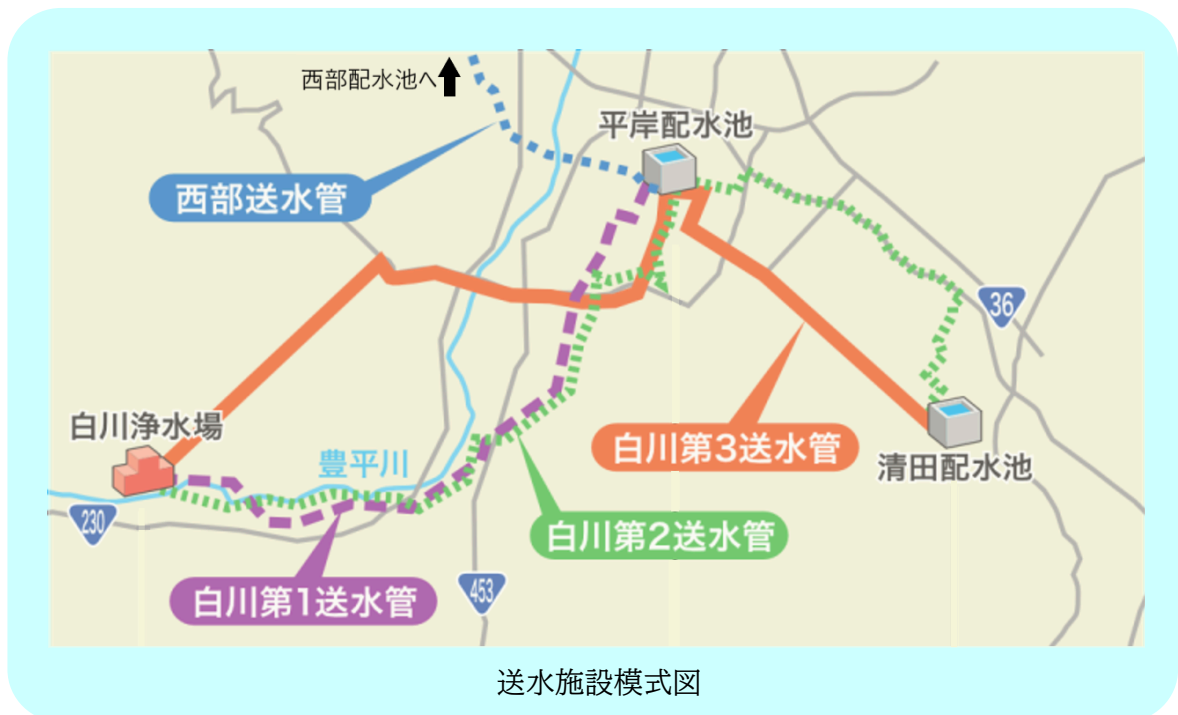 西部配水池へ
平岸配水池
西部送水管
36
白川浄水場
豊平川
白川第3送水管
清田配水池
230
白川第2送水管
453
白川第1送水管
送水施設模式図